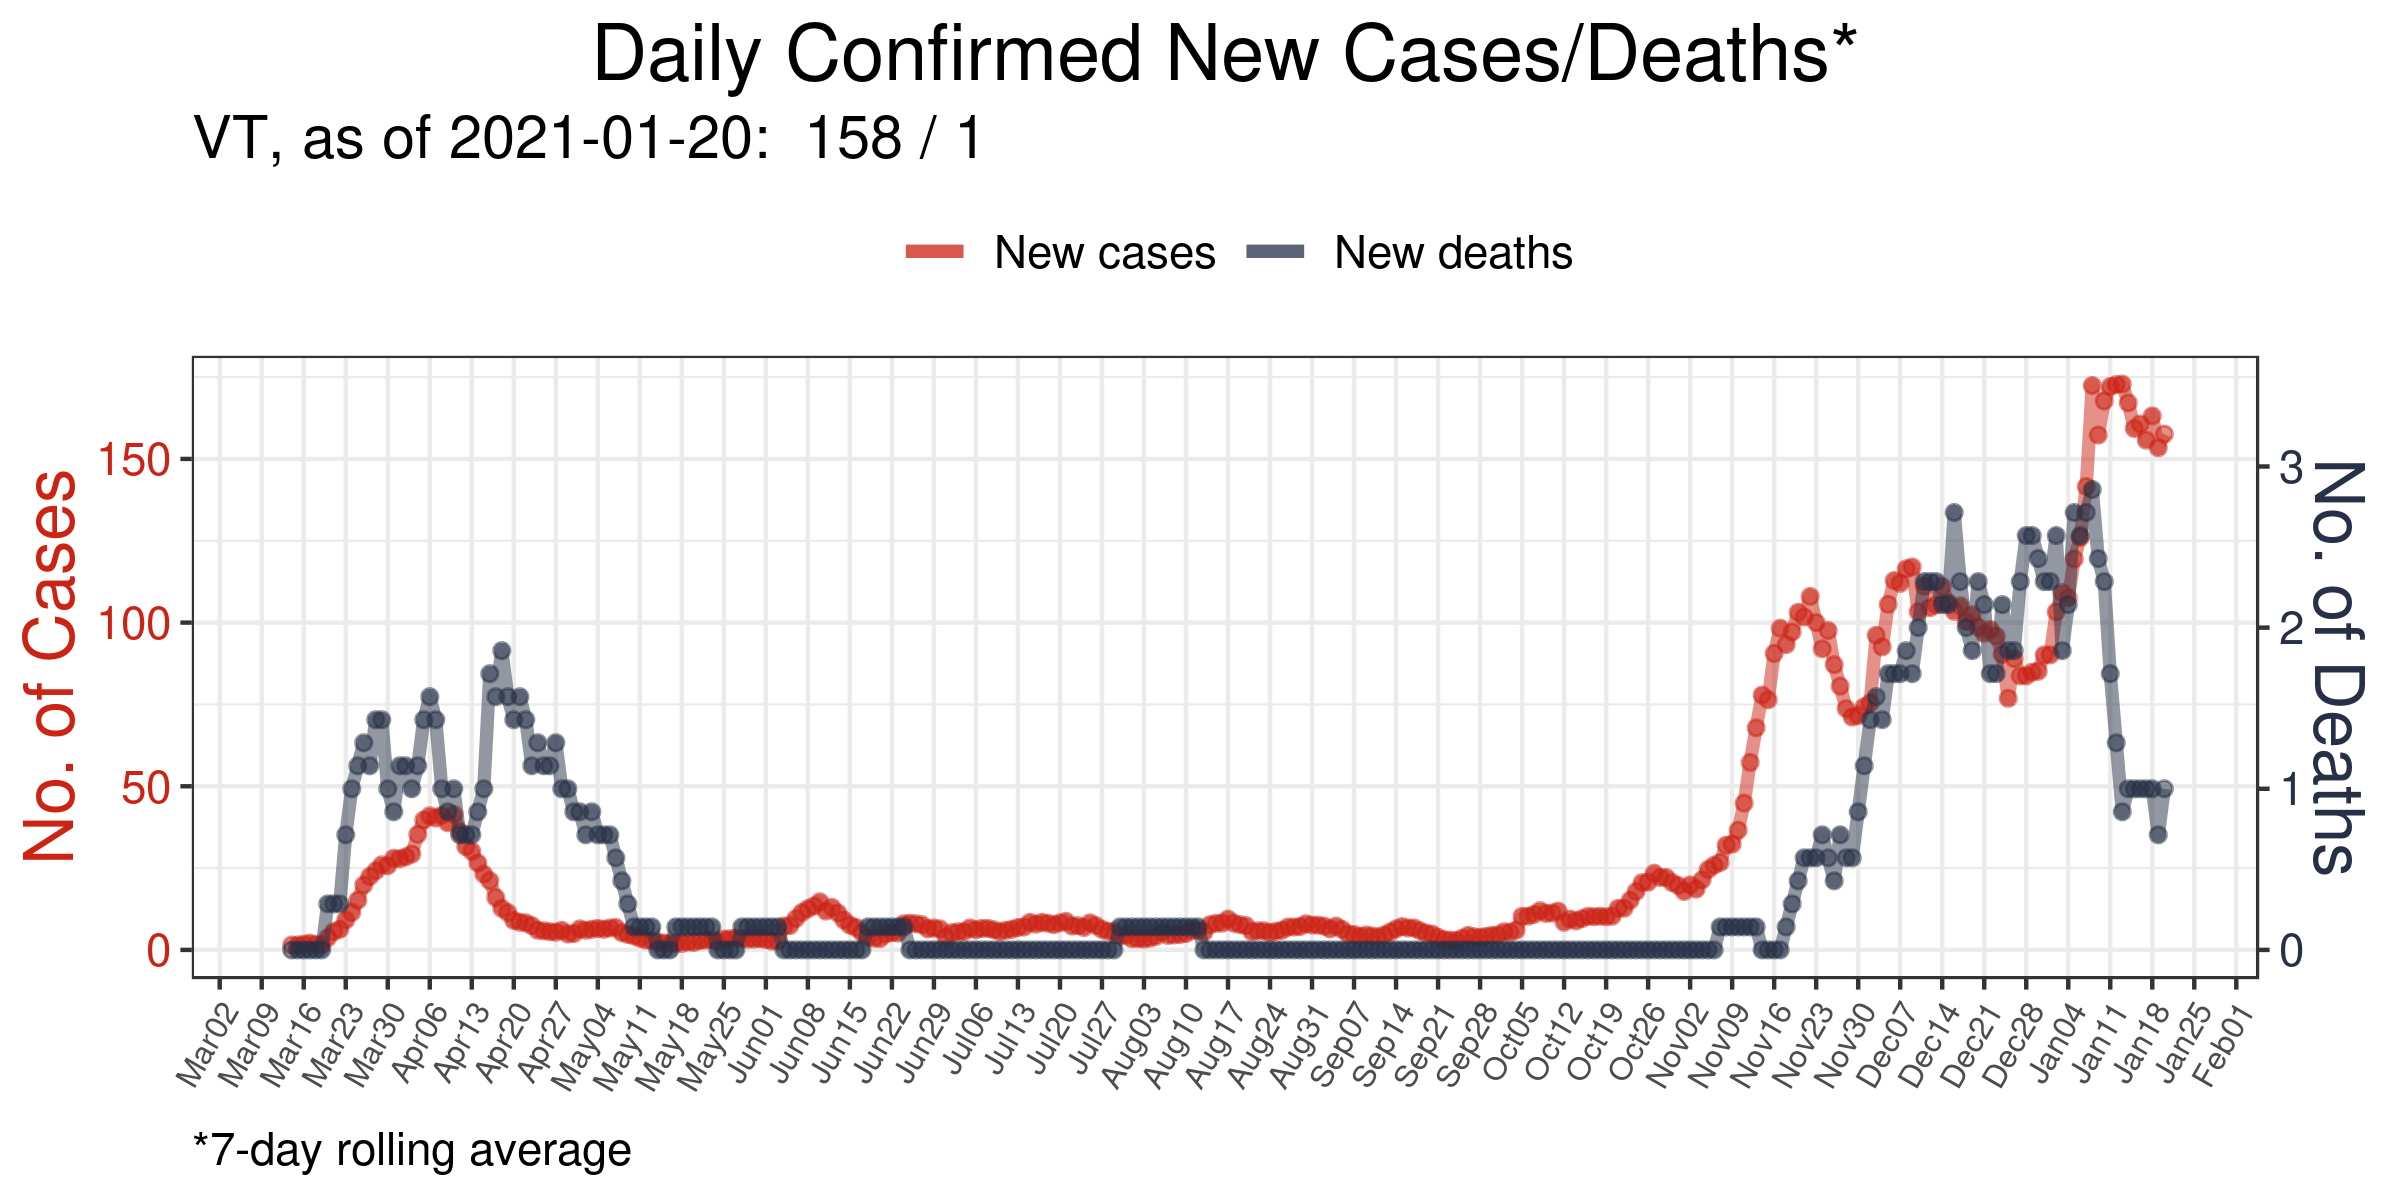 Daily Confirmed New Cases/Deaths*
VT, as of 2021-01-20:  158 / 1
New cases New deaths
No. of Cases
150
100
50
0
3
2
1
0
No. of Deaths
Mar02 Mar09 Mar16 Mar23 Mar30 Apr06 Apr13 Apr20 Apr27 May04 May11 May18 May25 Jun01 Jun08 Jun15 Jun22 Jun29 Jul06 Jul13 Jul20 Jul27 Aug03 Aug10 Aug17 Aug24 Aug31 Sep07 Sep14 Sep21 Sep28 Oct05 Oct12 Oct19 Oct26 Nov02 Nov09 Nov16 Nov23 Nov30 Dec07 Dec14 Dec21 Dec28 Jan04 Jan11 Jan18 Jan25 Feb01
*7-day rolling average